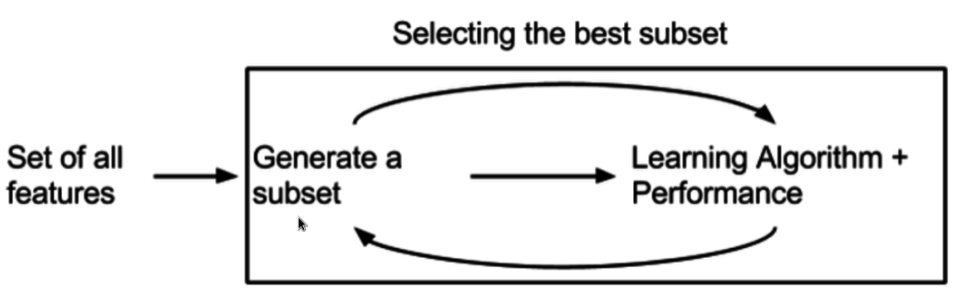 Selecting the best subset
Set of all
features
Generate a
subset
Learning Algorithm +
Performance